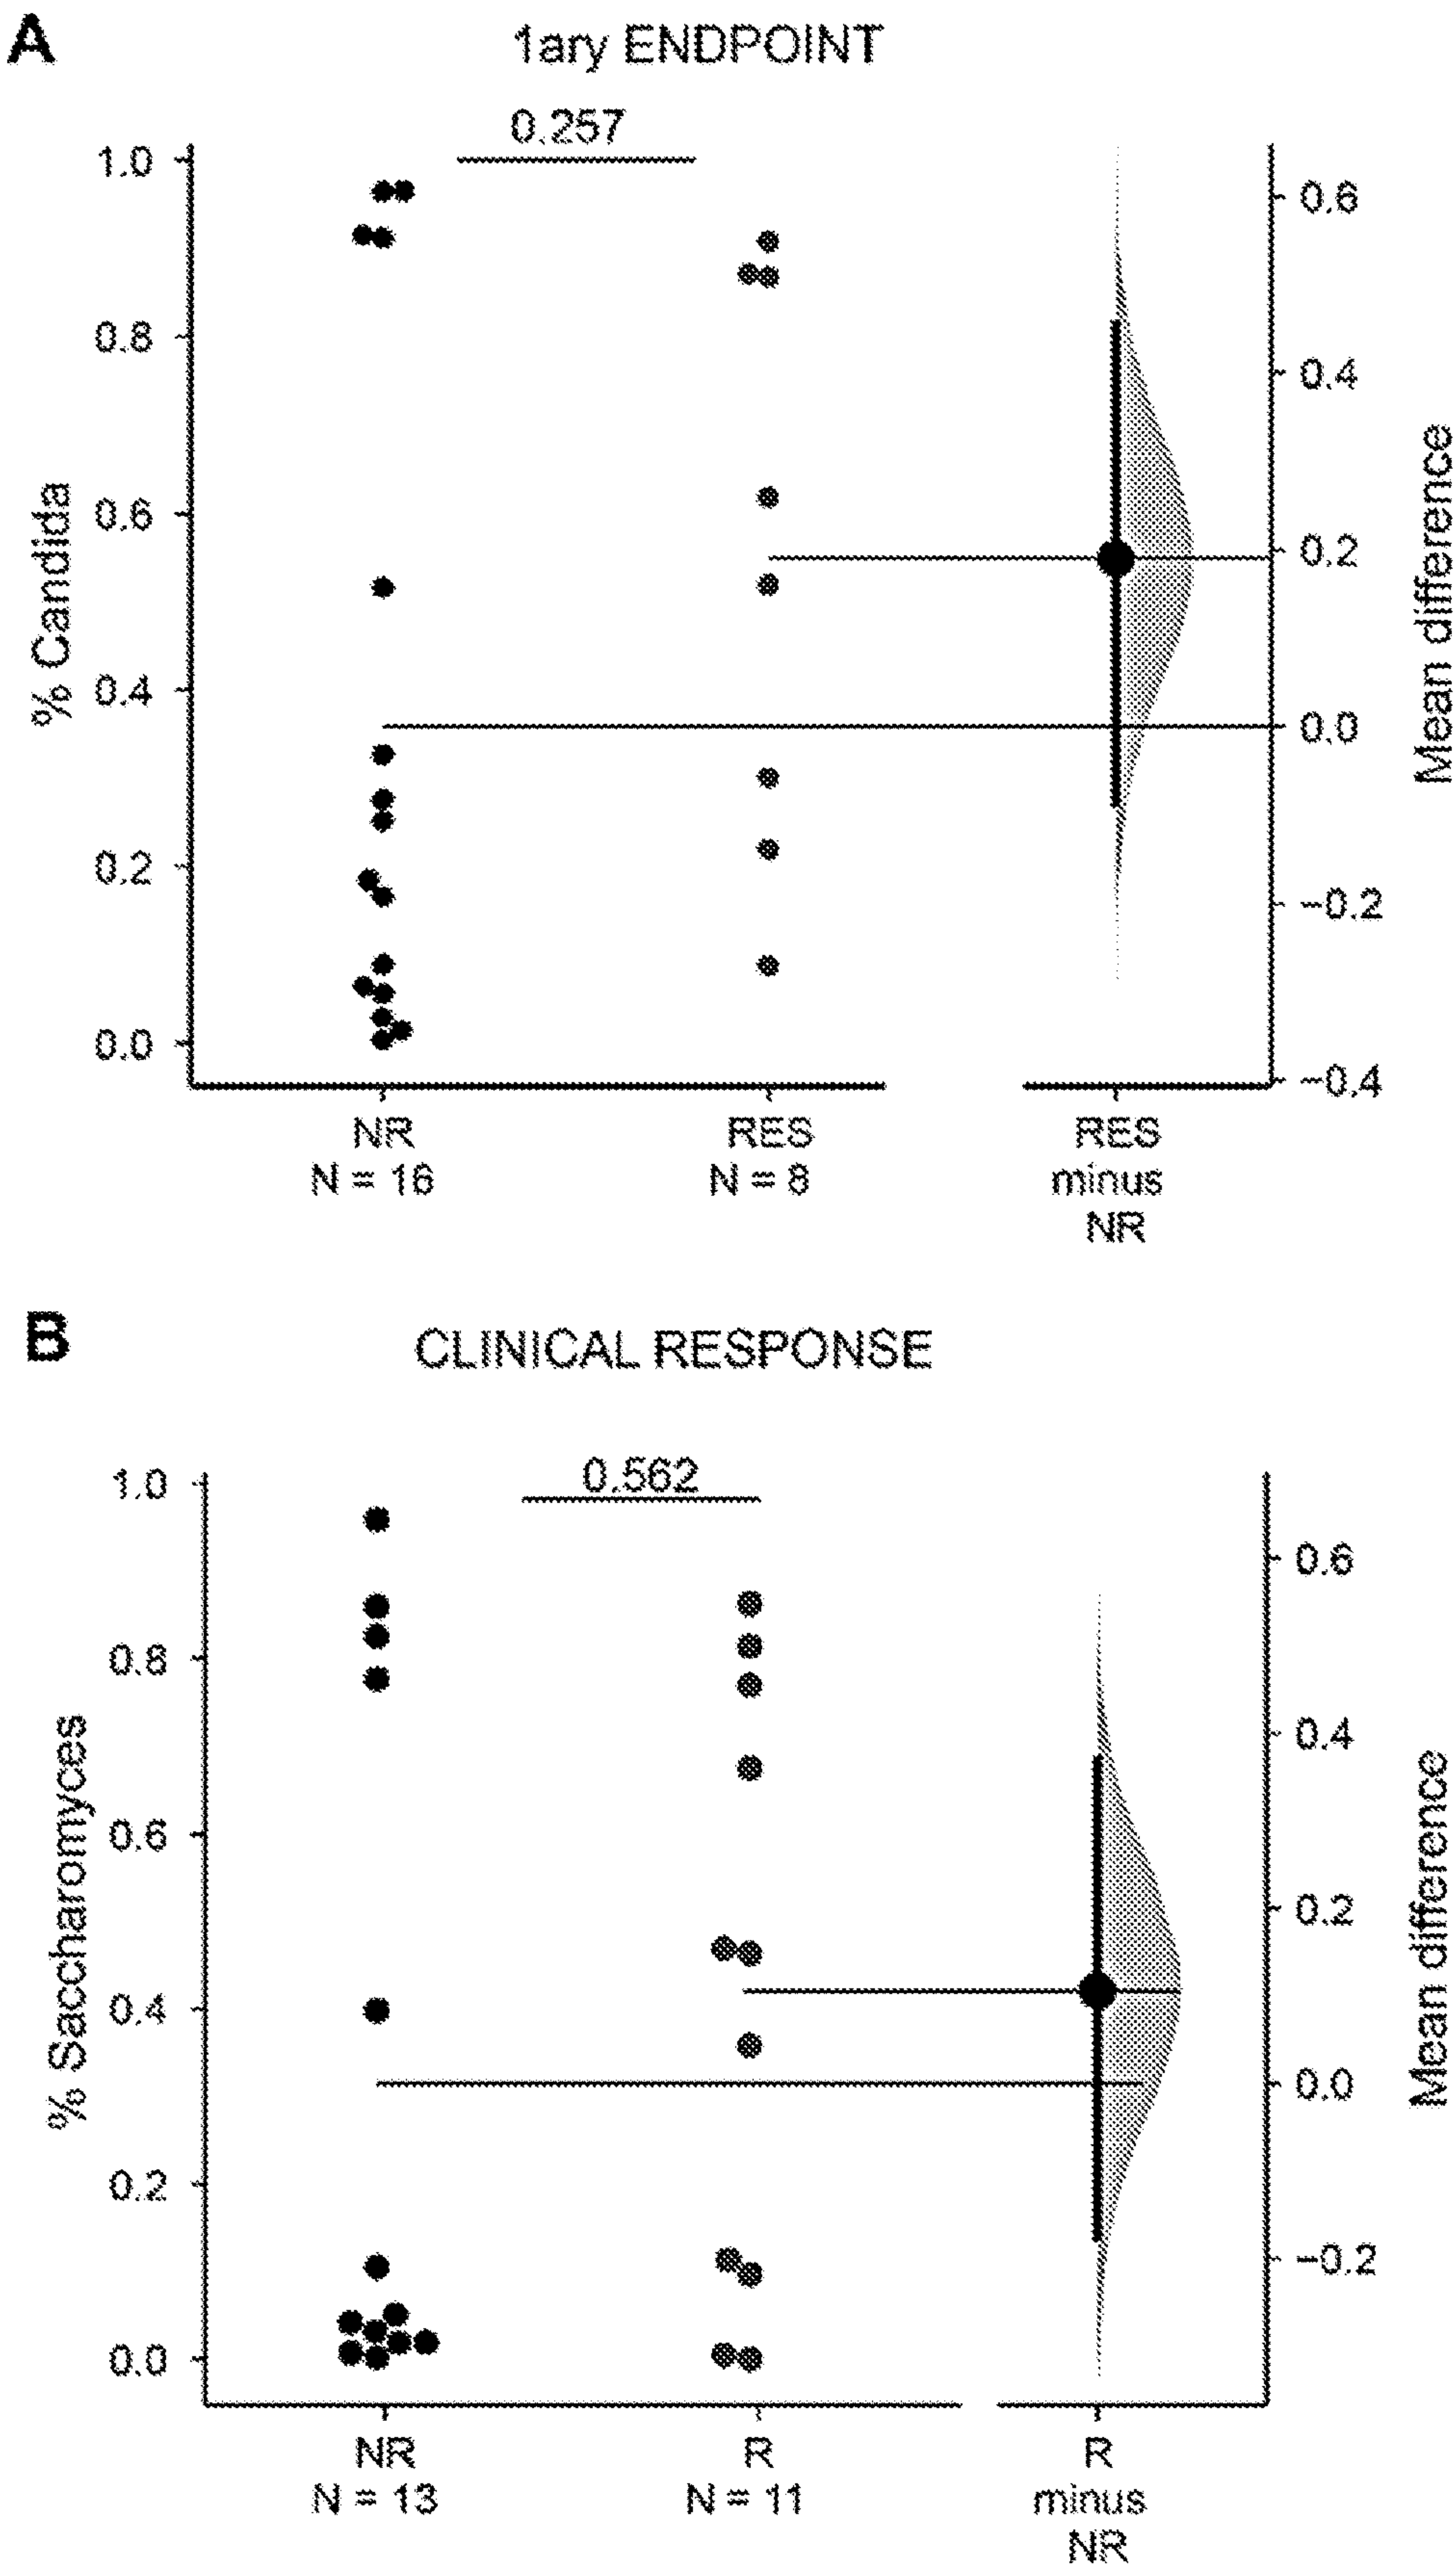 A
1ary ENDPOINT
0.257
1.0
0.8
0.6
0.4
0.2
0.0
% Candida
0.6
0.4
0.2
0.0
−0.2
−0.4
Mean difference
NR
N = 16
RES
N = 8
RES
minus
NR
B
CLINICAL RESPONSE
0.562
1.0
0.8
0.6
0.4
0.2
0.0
% Saccharomyces
0.6
0.4
0.2
0.0
−0.2
Mean difference
NR
N = 13
R
N = 11
R
minus
NR